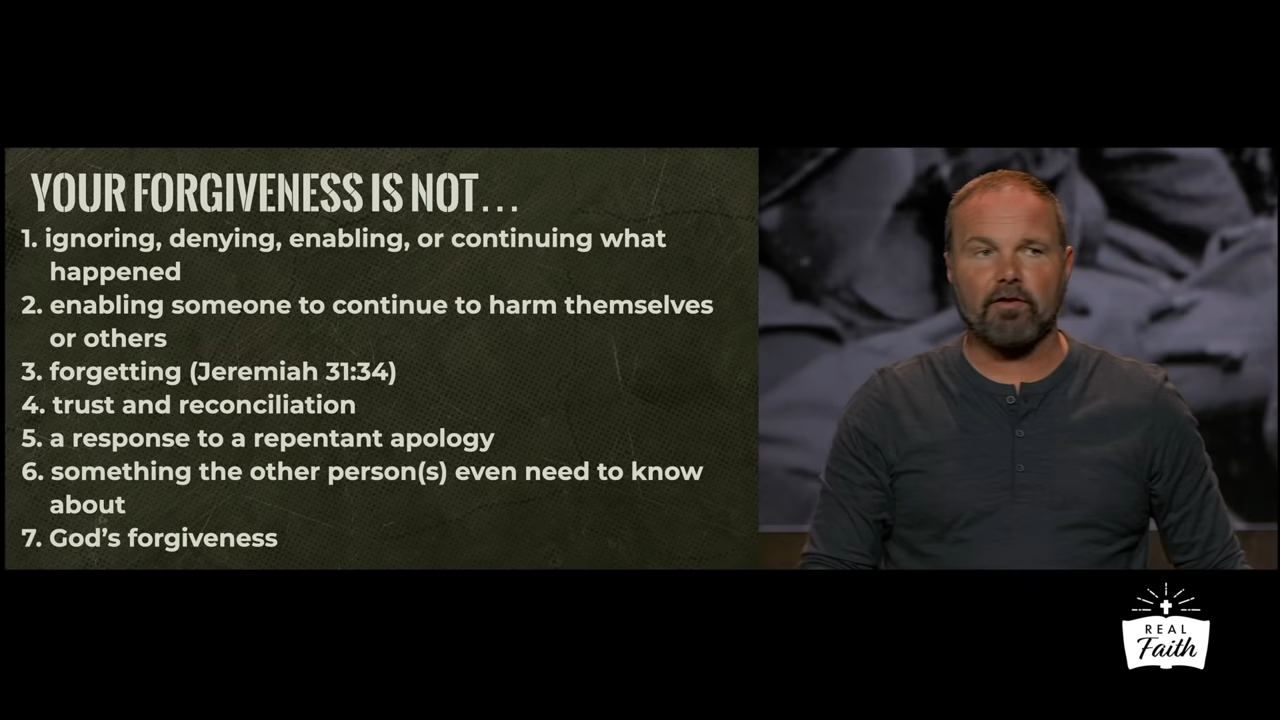 YOUR FORGIVENESS IS NOT...
1. ignoring, denying, enabling, or continuing what
happened
2. enabling someone to continue to harm themselves
or others
3. forgetting (Jeremiah 31:34)
4. trust and reconciliation
5. a response to a repentant apology
6. something the other person(s) even need to know
about
7. God’s forgiveness
REAL
Faith